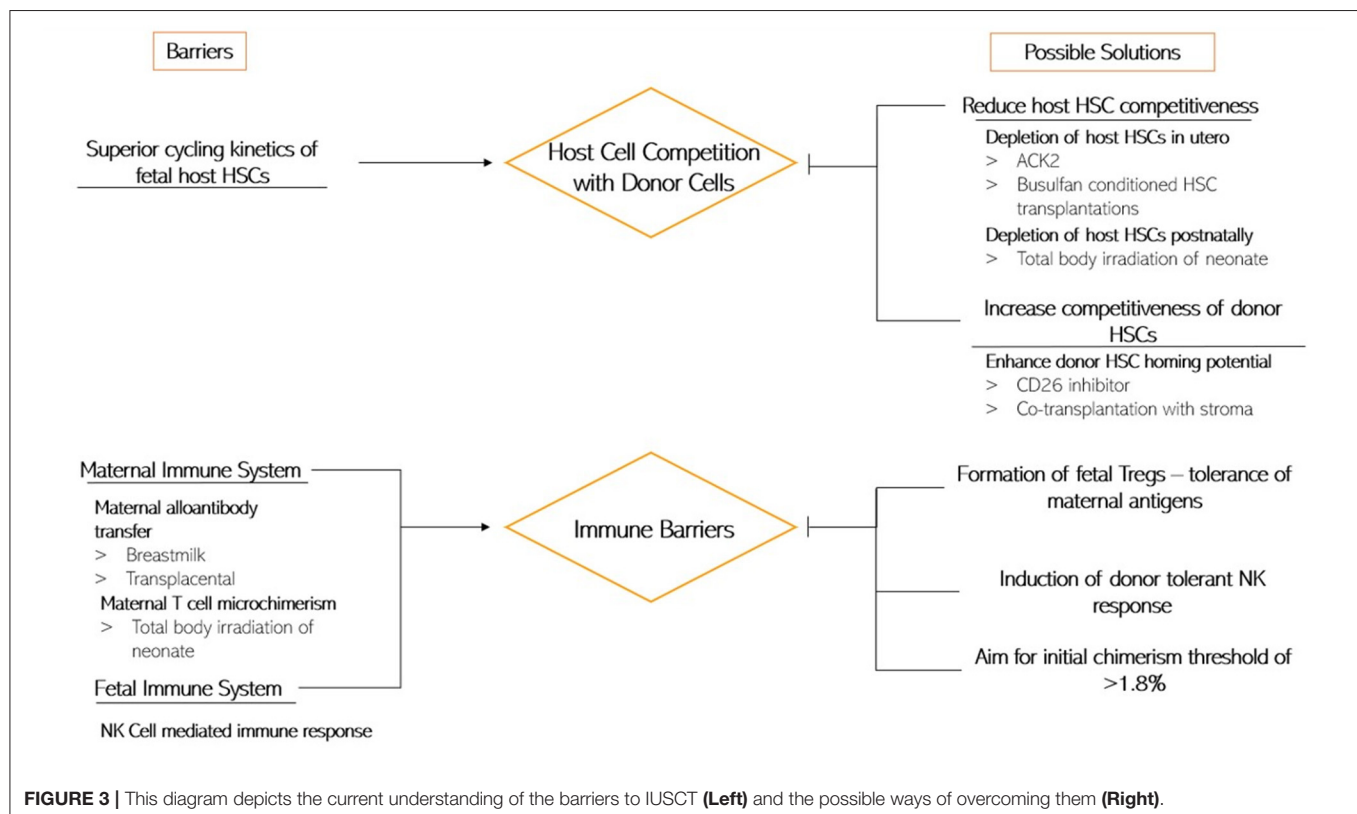 Barriers
Possible Solutions
Superior cycling kinetics of
fetal host HSCs
Host Cell Competition
with Donor Cells
Reduce host HSC competitiveness
Depletion of host HSCs in utero
> ACK2
> Busulfan conditioned HSC
transplantations
Depletion of host HSCs postnatally
> Total body irradiation of neonate
Increase competitiveness of donor
HSCs
Enhance donor HSC homing potential
> CD26 inhibitor
> Co-transplantation with stroma
Maternal Immune System
Maternal alloantibody
transfer
> Breastmilk
> Transplacental
Maternal T cell microchimerism
> Total body irradiation of
neonate
Fetal Immune System
NK Cell mediated immune response
Immune Barriers
Formation of fetal Tregs – tolerance of
maternal antigens
Induction of donor tolerant NK
response
Aim for initial chimerism threshold of
>1.8%
FIGURE 3 | This diagram depicts the current understanding of the barriers to IUSCT (Left) and the possible ways of overcoming them (Right).